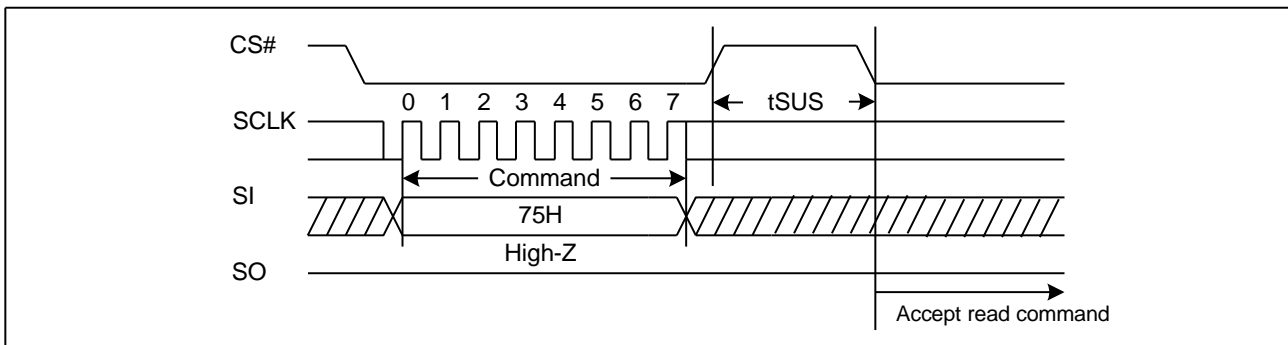 CS#
tSUS
0 1 2 3 4 5 6 7
SCLK
Command
SI
75H
High-Z
SO
Accept read command